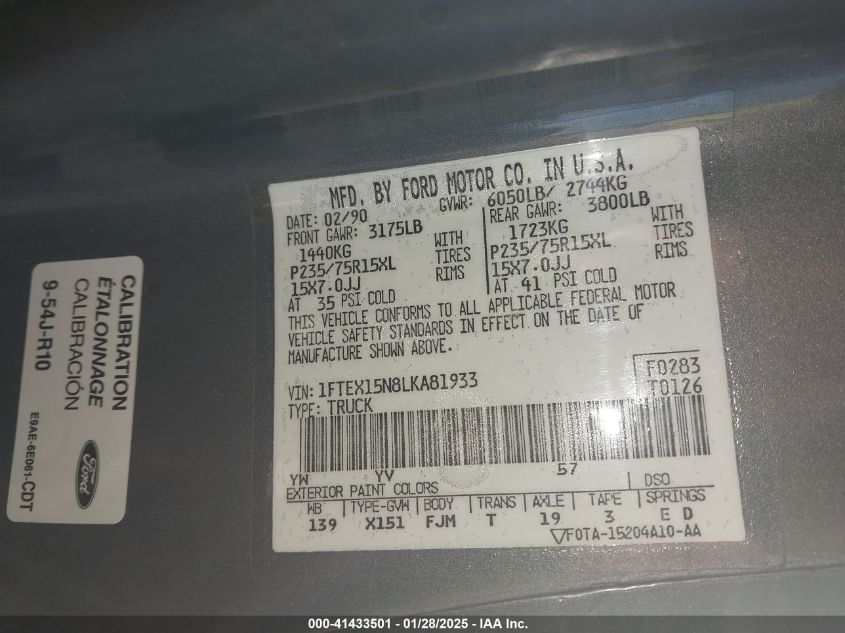 MFD. BY FORD MOTOR CO. IN U.S.A.
DATE: 02/90 GVWR: 6050LB/ 2744KG
FRONT GAWR: 3175LB REAR GAWR: 3800LB
1440KG WITH 1723KG WITH
P235/75R15XL TIRES P235/75R15XL TIRES
15X7.0JJ RIMS 15X7.0JJ RIMS
AT 35 PSI COLD AT 41 PSI COLD
THIS VEHICLE CONFORMS TO ALL APPLICABLE FEDERAL MOTOR
VEHICLE SAFETY STANDARDS IN EFFECT ON THE DATE OF
MANUFACTURE SHOWN ABOVE.
F0283
VIN: 1FTEX15N8LKA81933 T0126
TYPE: TRUCK
YW YV 57
EXTERIOR PAINT COLORS DSO
WB TYPE-GVW BODY TRANS AXLE TAPE SPRINGS
139 X151 FJM T 19 3 E D
F0TA-15204A10-AA
CALIBRATION
ÉTALONNAGE
CALIBRACIÓN
9-54J-R10
E9AE-6E061-CDT
Ford
000-41433501 - 01/28/2025 - IAA Inc.